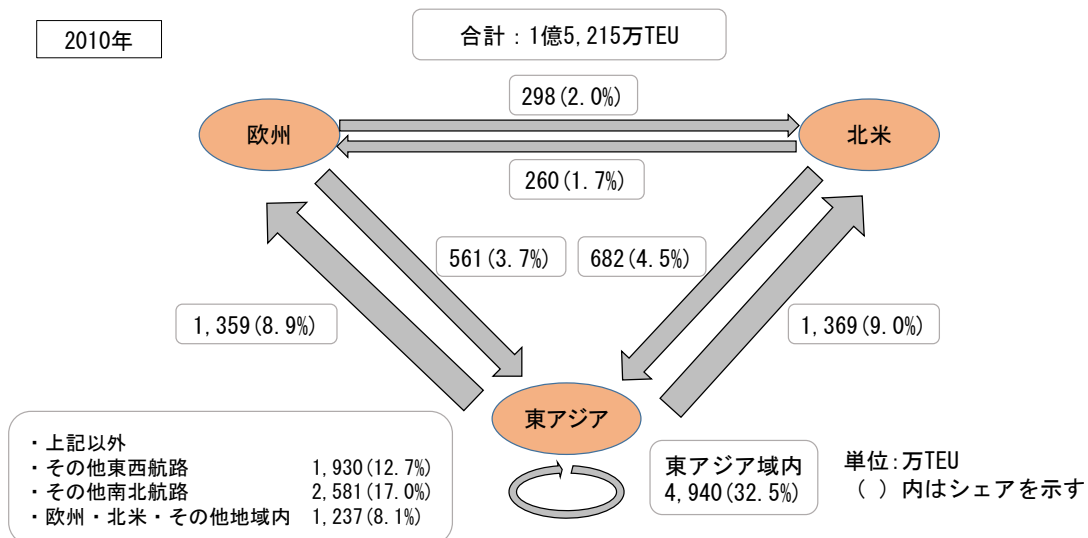 2010年
合計：1億5,215万TEU
298(2.0%)
欧州
北米
260(1.7%)
561(3.7%)
682(4.5%)
1,359(8.9%)
1,369(9.0%)
東アジア
・上記以外
・その他東西航路 1,930(12.7%)
・その他南北航路 2,581(17.0%)
・欧州・北米・その他地域内 1,237(8.1%)
東アジア域内
4,940(32.5%)
単位:万TEU
（ ）内はシェアを示す